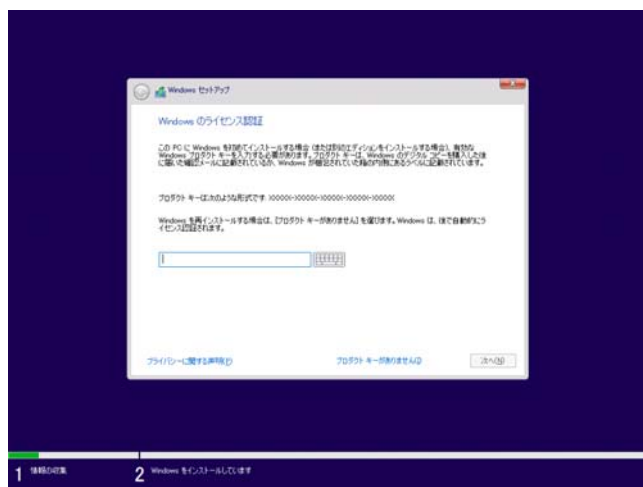 Windows セットアップ
Windows のライセンス認証
この PC に Windows を初めてインストールする場合 (または別のエディションをインストールする場合)、有効な
Windows プロダクト キーを入力する必要があります。プロダクト キーは、Windows のデジタル コピーを購入した後
に届いた確認メールに記載されているか、Windows が梱包されていた箱の内側にあるラベルに記載されています。
プロダクト キーは次のような形式です: XXXXX-XXXXX-XXXXX-XXXXX-XXXXX
Windows を再インストールする場合は、[プロダクト キーがありません] を選びます。Windows は、後で自動的にラ
イセンス認証されます。
プライバシーに関する声明(P)
プロダクト キーがありません(I)
次へ(N)
1 情報の収集
2 Windows をインストールしています